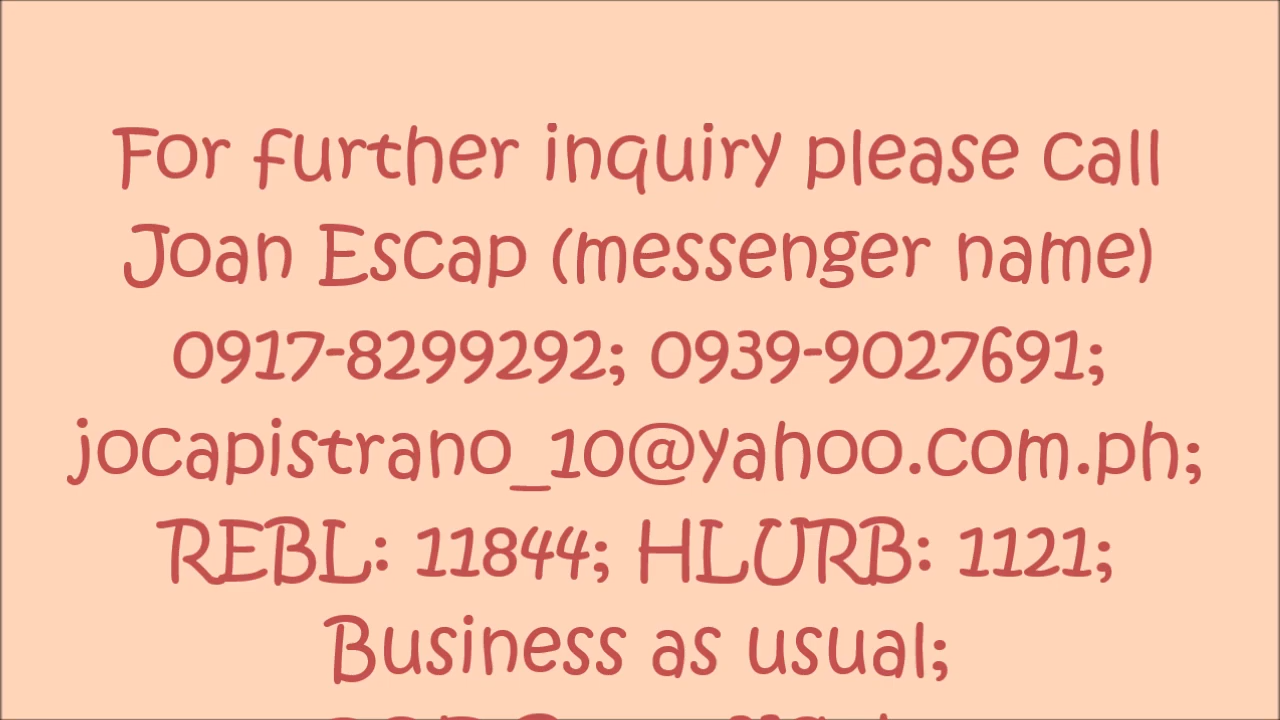 For further inquiry please call
Joan Escap (messenger name)
0917-8299292; 0939-9027691;
jocapistrano_10@yahoo.com.ph;
REBL: 11844; HLURB: 1121;
Business as usual;